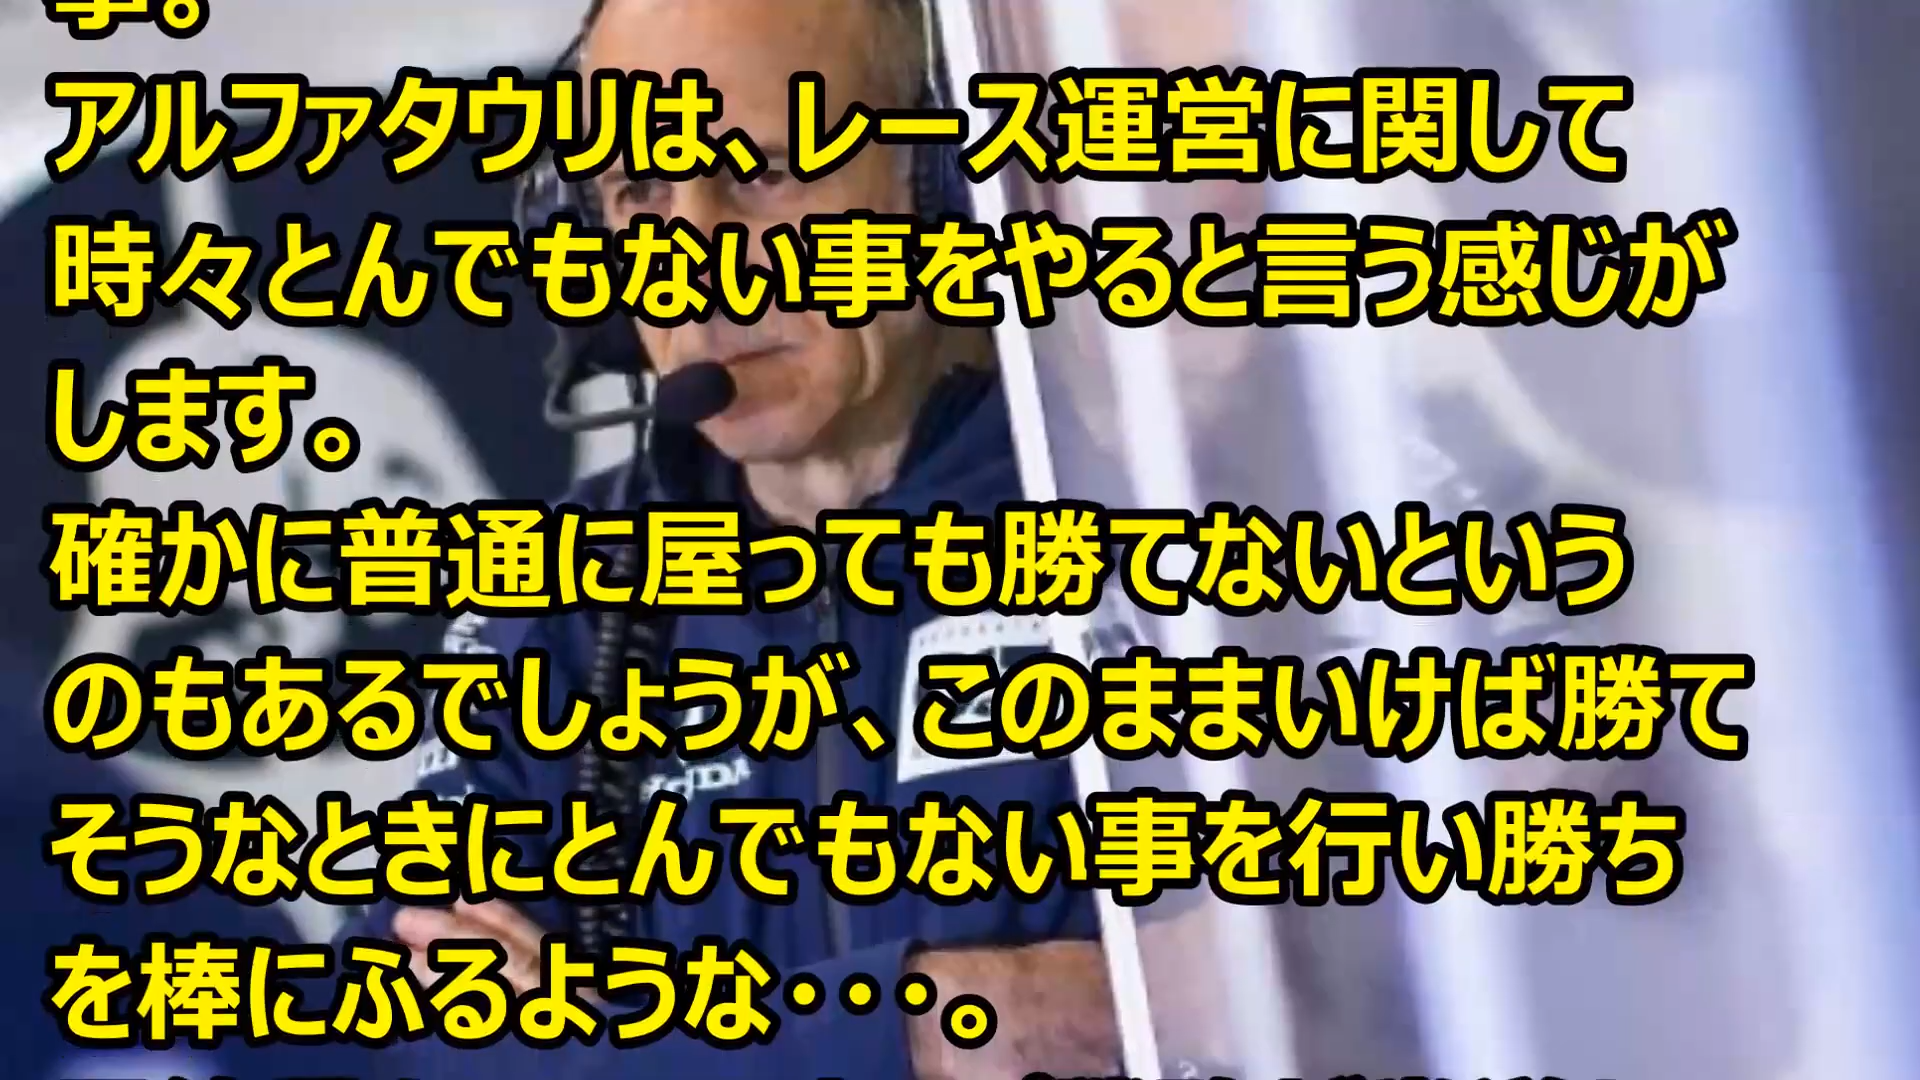 事。
アルファタウリは、レース運営に関して
時々とんでもない事をやると言う感じが
します。
確かに普通に屋っても勝てないという
のもあるでしょうが、このままいけば勝て
そうなときにとんでもない事を行い勝ち
を棒にふるような・・・。
HONDA